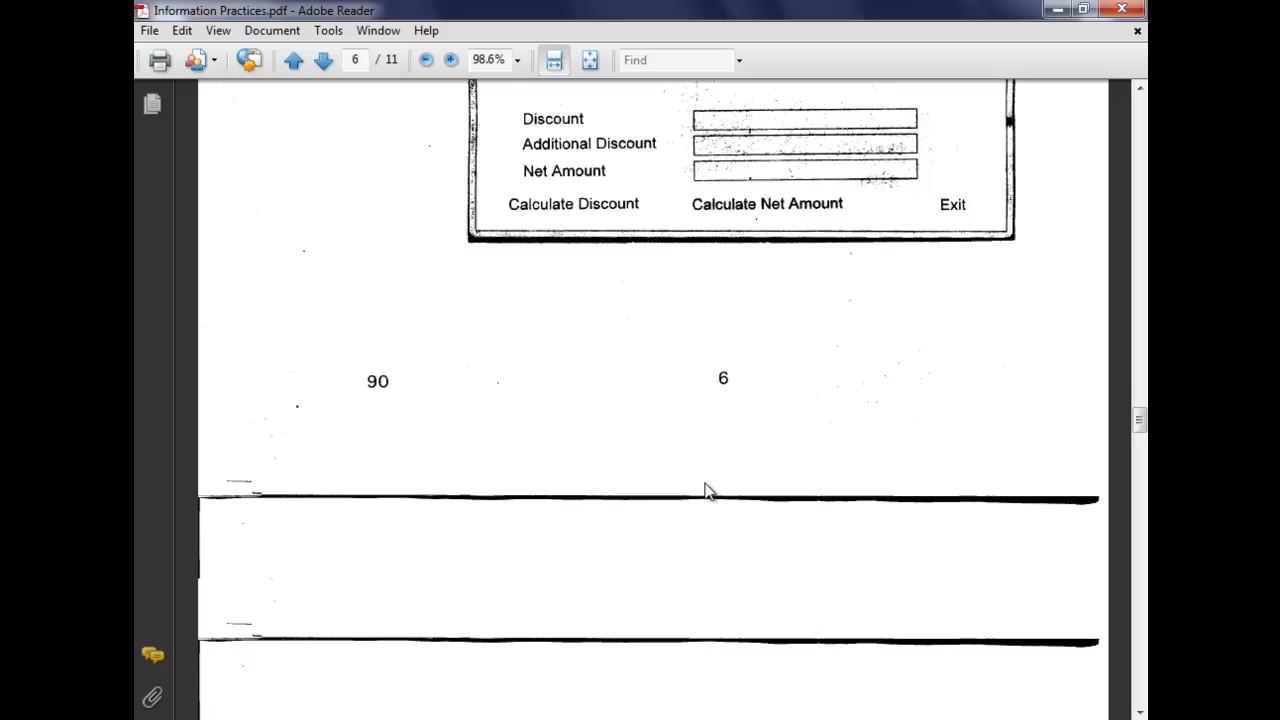 Information Practices.pdf - Adobe Reader
File Edit View Document Tools Window Help
6 / 11 98.6% Find
Discount
Additional Discount
Net Amount
Calculate Discount Calculate Net Amount Exit
90 6